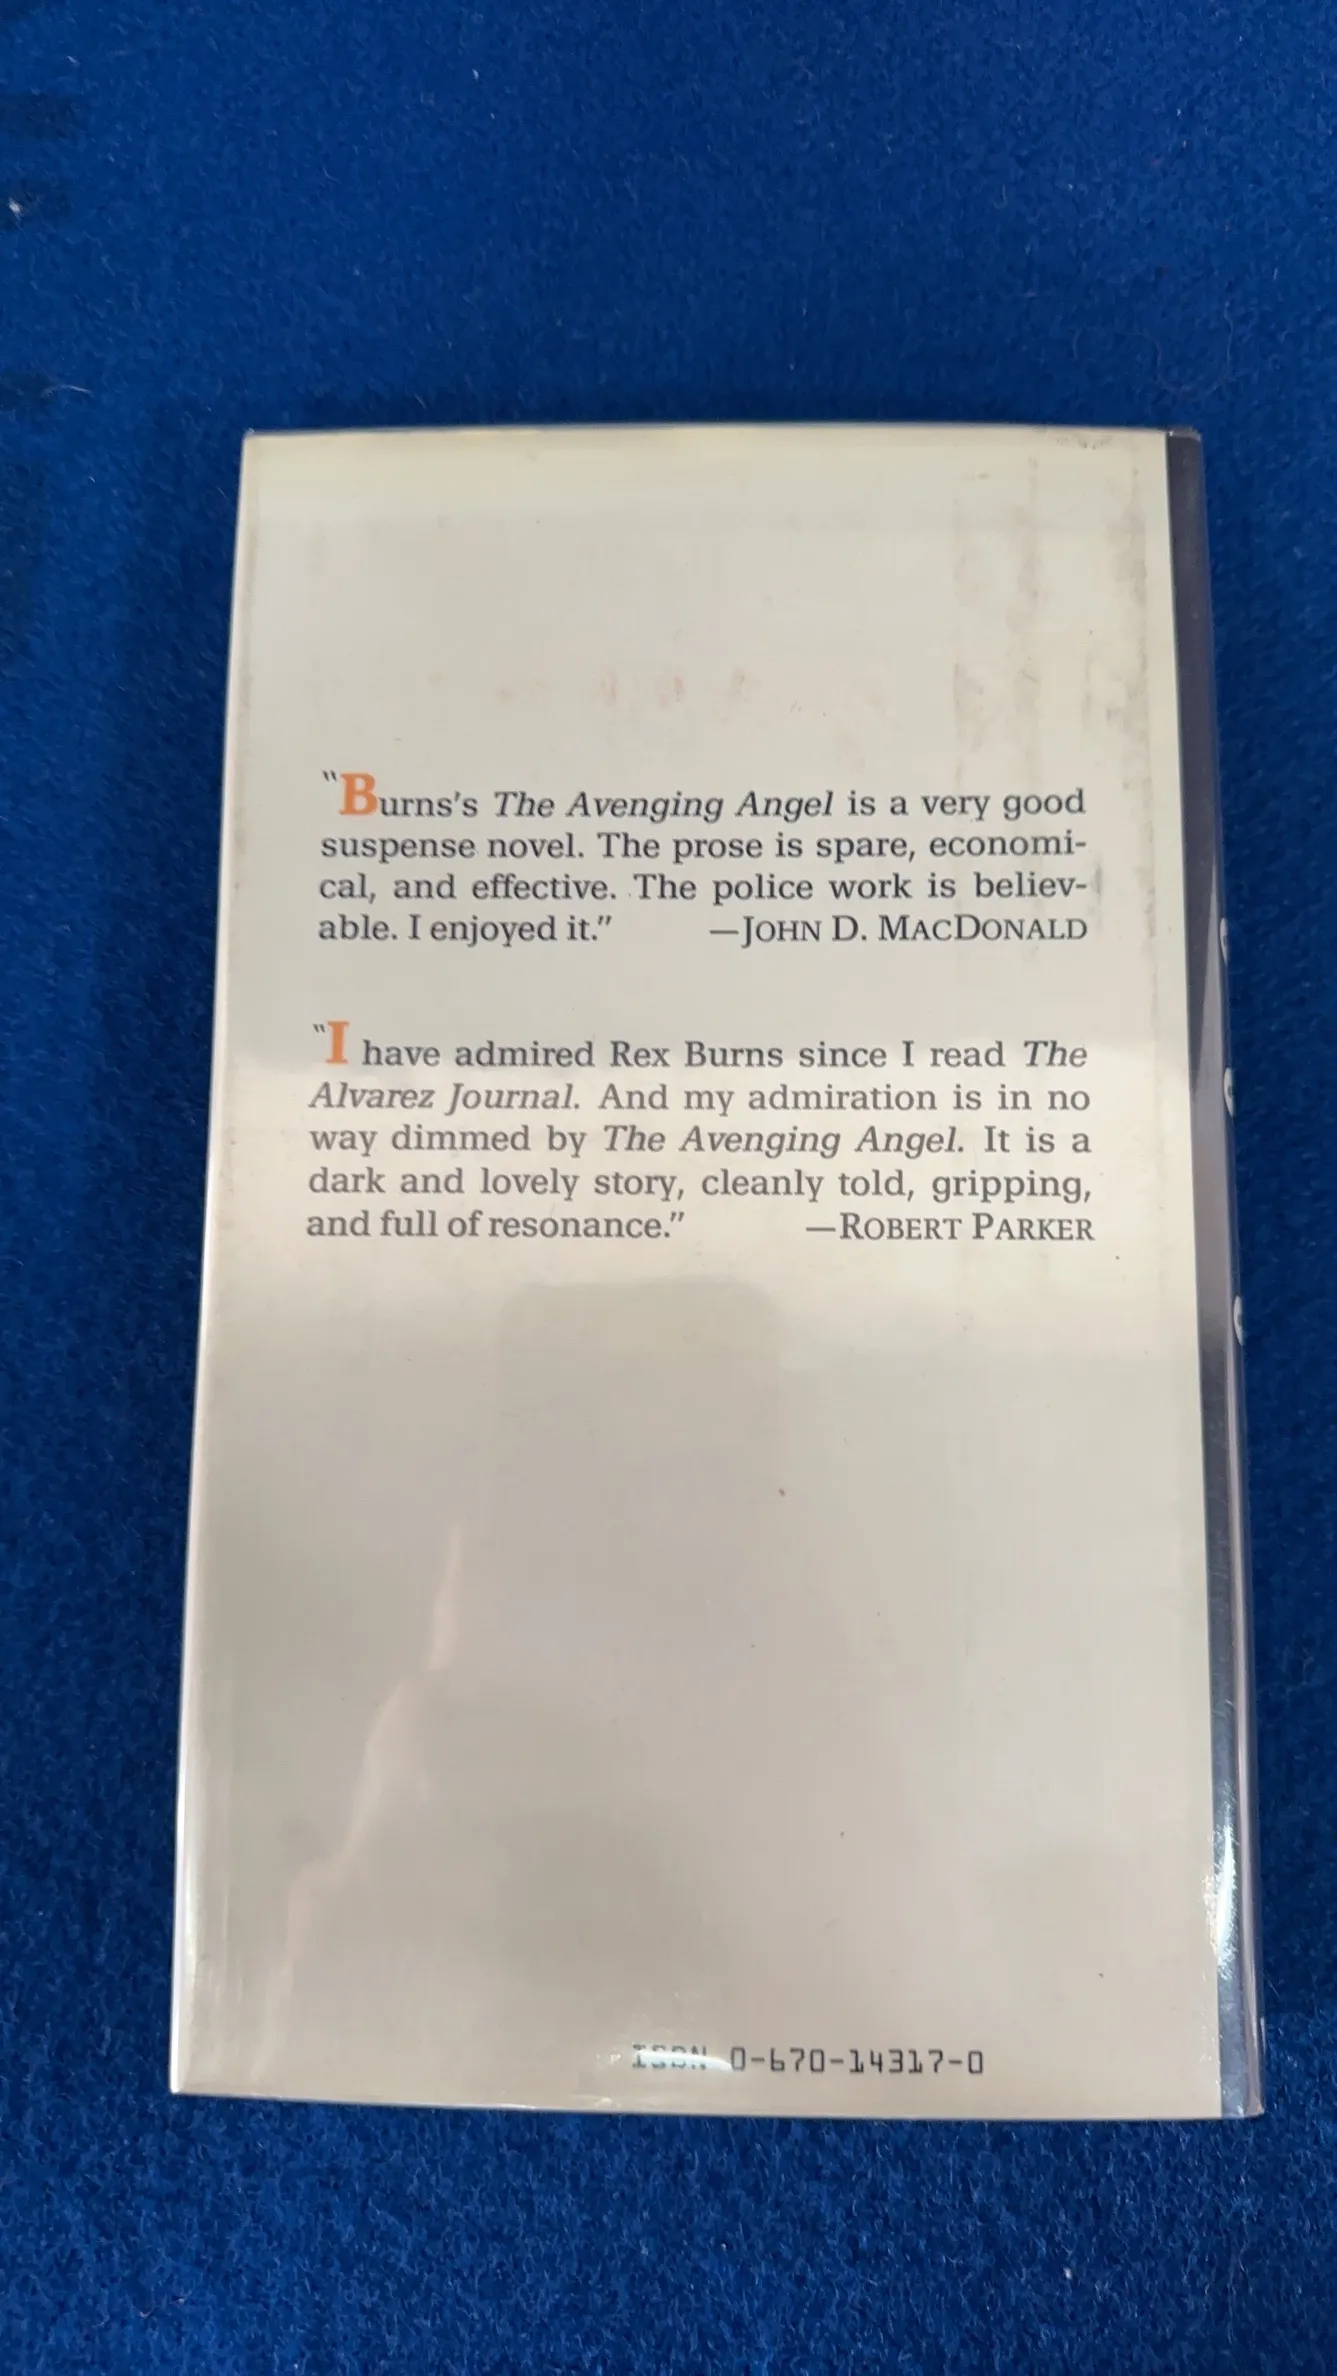 "Burns's The Avenging Angel is a very good
suspense novel. The prose is spare, economi-
cal, and effective. The police work is believ-
able. I enjoyed it." —JOHN D. MACDONALD
"I have admired Rex Burns since I read The
Alvarez Journal. And my admiration is in no
way dimmed by The Avenging Angel. It is a
dark and lovely story, cleanly told, gripping,
and full of resonance." —ROBERT PARKER
ISBN 0-670-14317-0